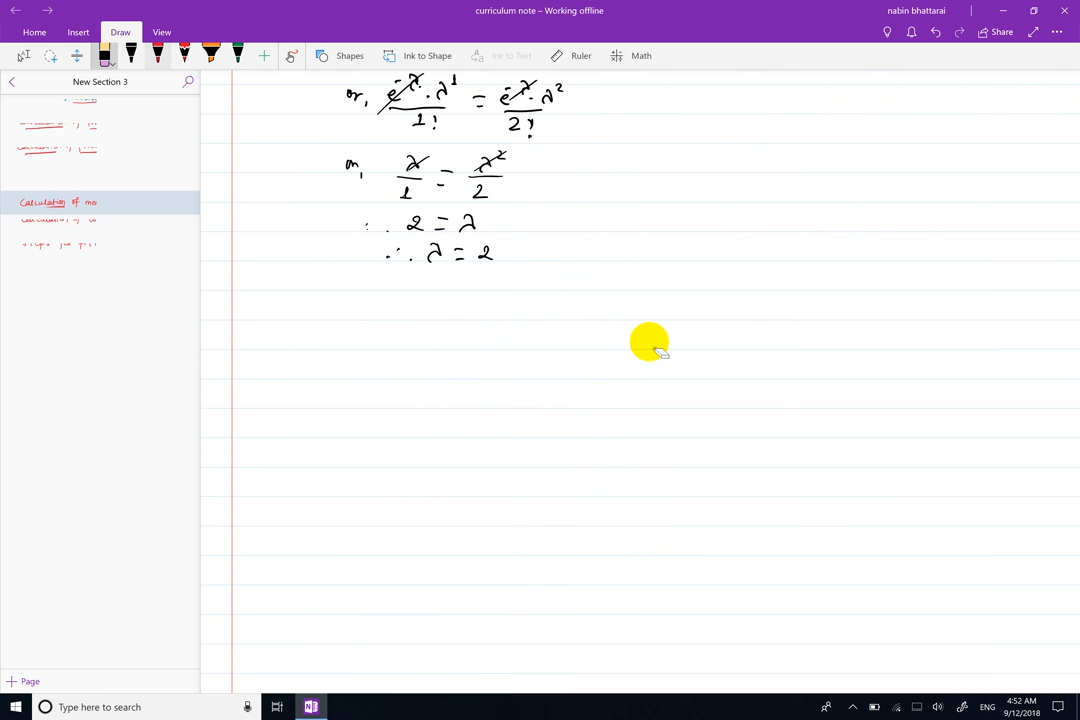 curriculum note – Working offline
nabin bhattarai
Home Insert Draw View
Share
Shapes Ink to Shape Ink to Text Ruler Math
New Section 3
Calculation of me
Page
or, e^-λ · λ^1 / 1! = e^-λ · λ^2 / 2!
or, λ / 1 = λ^2 / 2
∴ 2 = λ
∴ λ = 2
Type here to search
ENG
4:52 AM
9/12/2018